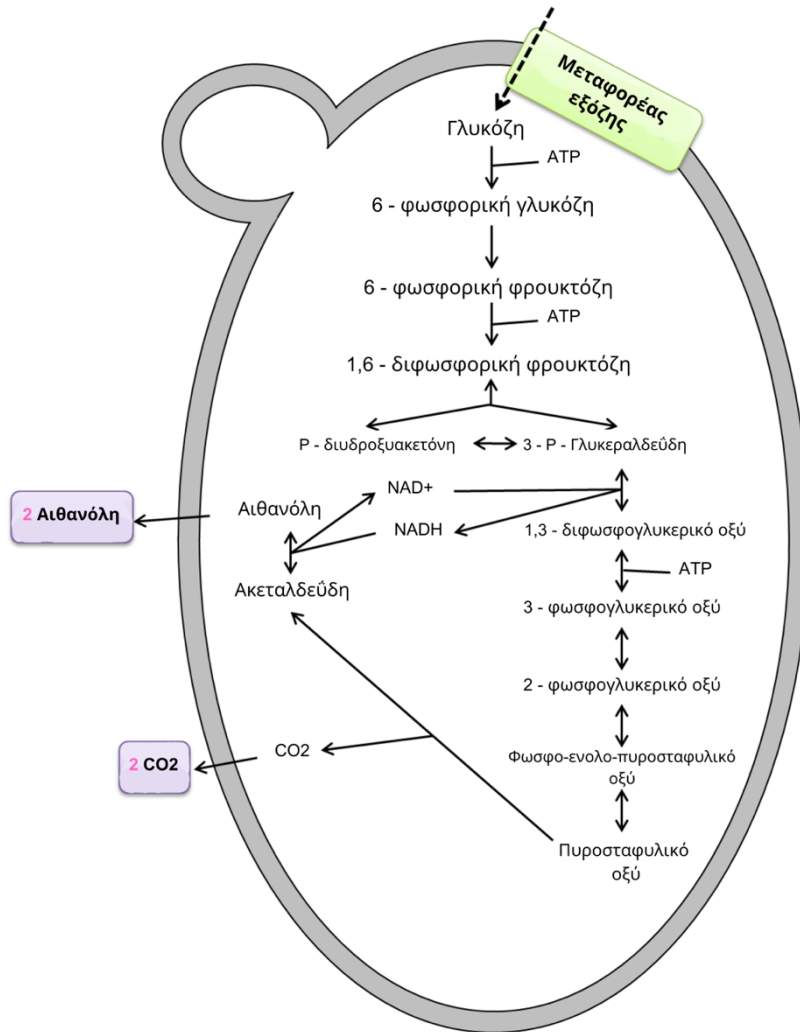 Μεταφορέας
εξόζης
Γλυκόζη
ATP
6 - φωσφορική γλυκόζη
6 - φωσφορική φρουκτόζη
ATP
1,6 - διφωσφορική φρουκτόζη
P - διυδροξυακετόνη
3 - P - Γλυκεραλδεΰδη
NAD+
2 Αιθανόλη
Αιθανόλη
NADH
1,3 - διφωσφογλυκερικό οξύ
ATP
Ακεταλδεΰδη
3 - φωσφογλυκερικό οξύ
2 - φωσφογλυκερικό οξύ
CO2
2 CO2
Φωσφο-ενολο-πυροσταφυλικό
οξύ
Πυροσταφυλικό
οξύ